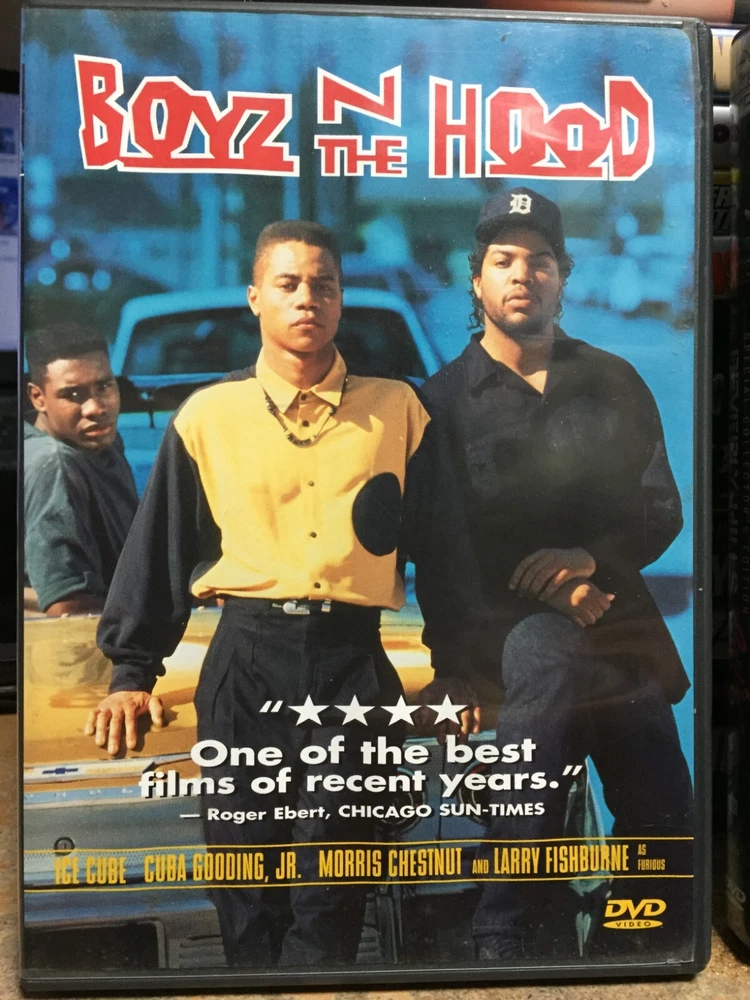 BOYZ N THE HOOD
D
“★★★★
One of the best
films of recent years.”
— Roger Ebert, CHICAGO SUN-TIMES
ICE CUBE CUBA GOODING, JR. MORRIS CHESTNUT AND LARRY FISHBURNE AS FURIOUS
DVD
VIDEO